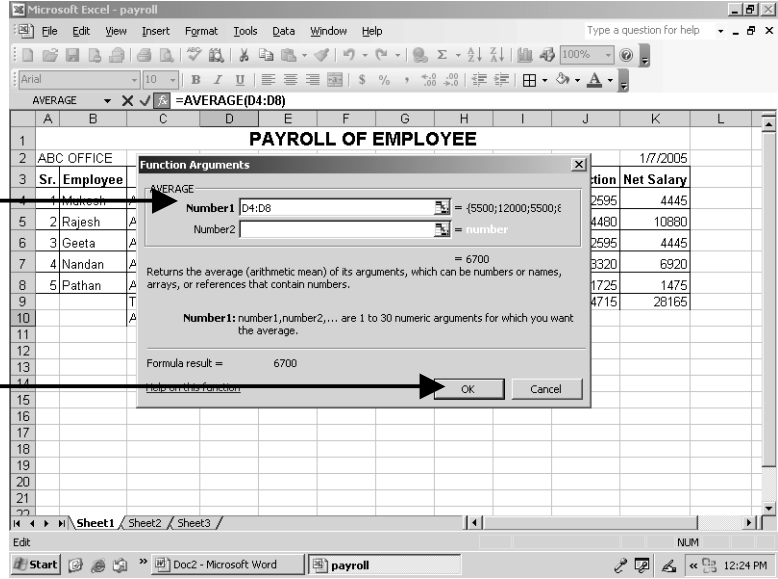 Microsoft Excel - payroll
File Edit View Insert Format Tools Data Window Help Type a question for help
100%
Arial 10 B I U $ % ,
AVERAGE =AVERAGE(D4:D8)
A B C D E F G H I J K L
1 PAYROLL OF EMPLOYEE
2 ABC OFFICE 1/7/2005
Function Arguments
3 Sr. Employee ction Net Salary
AVERAGE
4 1 Mukesh A 2595 4445
Number1 D4:D8 = {5500;12000;5500;8
5 2 Rajesh A 4480 10880
Number2 = number
6 3 Geeta A 2595 4445
= 6700
7 4 Nandan A 3320 6920
Returns the average (arithmetic mean) of its arguments, which can be numbers or names,
arrays, or references that contain numbers.
8 5 Pathan A 1725 1475
9 T 4715 28165
10 A
Number1: number1,number2,... are 1 to 30 numeric arguments for which you want
the average.
11
12
13
Formula result = 6700
14
Help on this function OK Cancel
15
16
17
18
19
20
21
22
Sheet1 Sheet2 Sheet3
Edit NUM
Start » Doc2 - Microsoft Word payroll « 12:24 PM